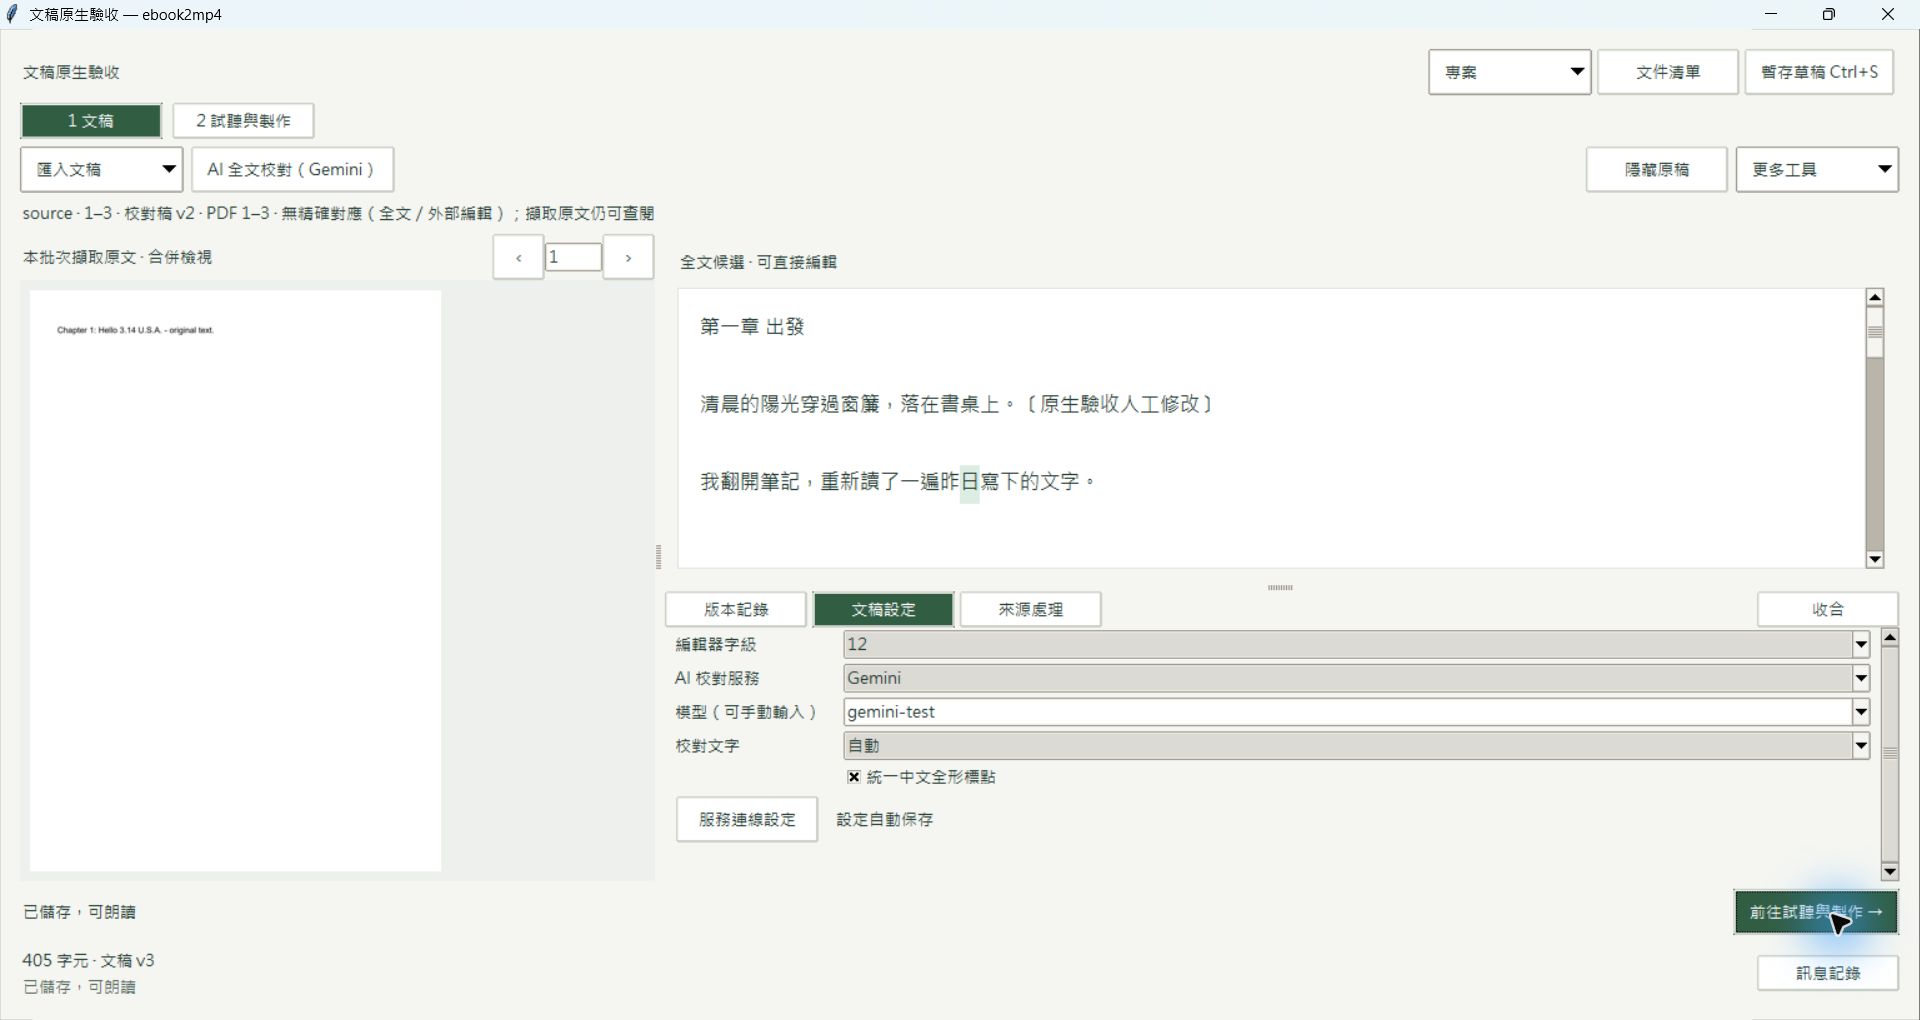 文稿原生驗收 — ebook2mp4
文稿原生驗收
專案
文件清單
暫存草稿 Ctrl+S
1 文稿
2 試聽與製作
匯入文稿
AI 全文校對（Gemini）
隱藏原稿
更多工具
source · 1–3 · 校對稿 v2 · PDF 1–3 · 無精確對應（全文 / 外部編輯）；擷取原文仍可查閱
本批次擷取原文 · 合併檢視
‹
1
›
全文候選 · 可直接編輯
Chapter 1: Hello 3.14 U.S.A. - original text.
第一章 出發
清晨的陽光穿過窗簾，落在書桌上。〔原生驗收人工修改〕
我翻開筆記，重新讀了一遍昨日寫下的文字。
版本記錄
文稿設定
來源處理
收合
編輯器字級
12
AI 校對服務
Gemini
模型（可手動輸入）
gemini-test
校對文字
自動
統一中文全形標點
服務連線設定
設定自動保存
已儲存，可朗讀
前往試聽與製作 →
405 字元 · 文稿 v3
已儲存，可朗讀
訊息記錄